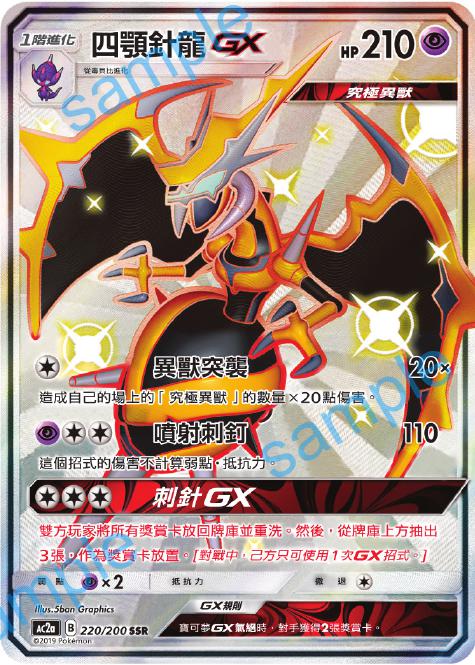 1階進化 四顎針龍GX HP210
從毒貝比進化
究極異獸
異獸突襲 20×
造成自己的場上的「究極異獸」的數量×20點傷害。
噴射刺釘 110
這個招式的傷害不計算弱點・抵抗力。
刺針GX
雙方玩家將所有獎賞卡放回牌庫並重洗。然後,從牌庫上方抽出
3張,作為獎賞卡放置。[對戰中,己方只可使用1次GX招式。]
弱點 ×2 抵抗力 撤退
Illus.5ban Graphics GX規則
AC2a B 220/200 SSR 寶可夢GX氣絕時,對手獲得2張獎賞卡。
©2019 Pokémon
sample
sample
sample
sample